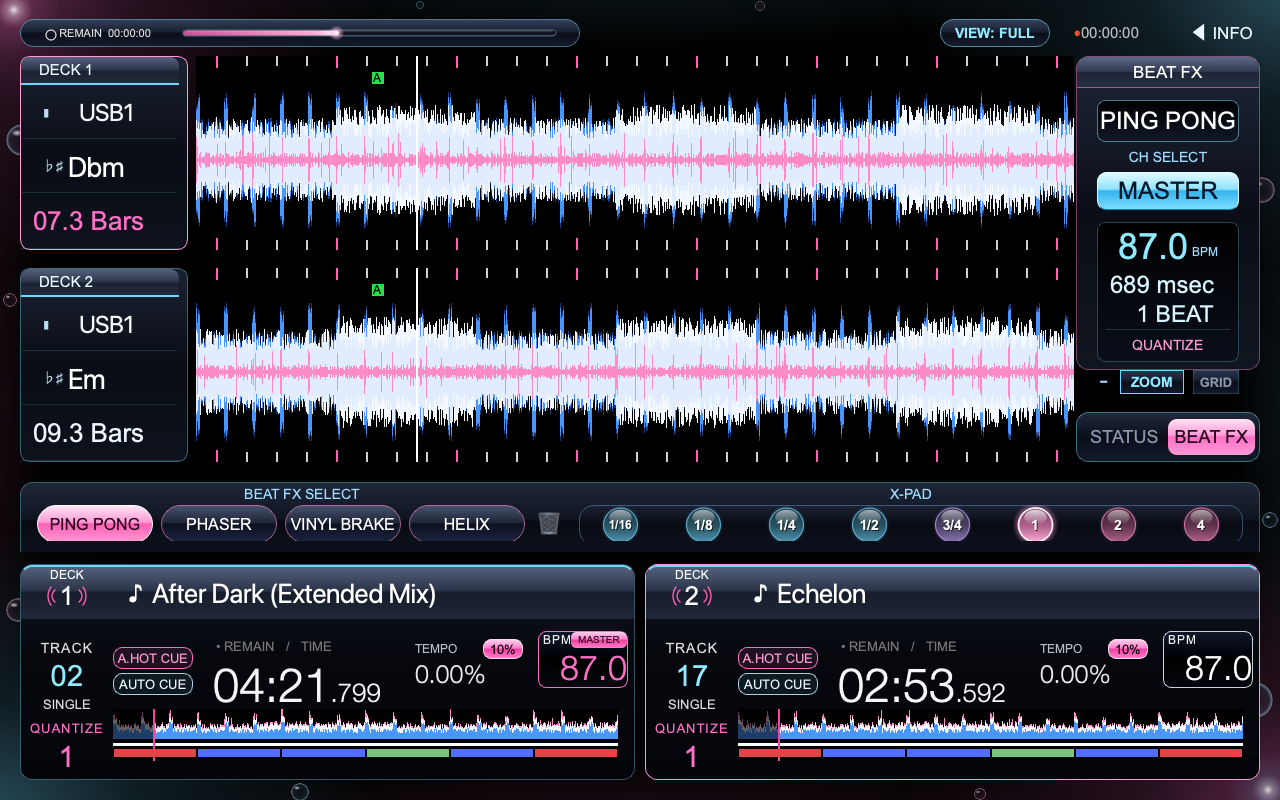 REMAIN 00:00:00
VIEW: FULL
00:00:00
INFO
DECK 1
USB1
♭♯ Dbm
07.3 Bars
A
DECK 2
USB1
♭♯ Em
09.3 Bars
A
BEAT FX
PING PONG
CH SELECT
MASTER
87.0 BPM
689 msec
1 BEAT
QUANTIZE
- ZOOM GRID
STATUS BEAT FX
BEAT FX SELECT
PING PONG PHASER VINYL BRAKE HELIX
X-PAD
1/16 1/8 1/4 1/2 3/4 1 2 4
DECK
1
♪ After Dark (Extended Mix)
TRACK
02
SINGLE
QUANTIZE
1
A.HOT CUE
AUTO CUE
• REMAIN / TIME
04:21.799
TEMPO 10%
0.00%
BPM MASTER
87.0
DECK
2
♪ Echelon
TRACK
17
SINGLE
QUANTIZE
1
A.HOT CUE
AUTO CUE
• REMAIN / TIME
02:53.592
TEMPO 10%
0.00%
BPM
87.0